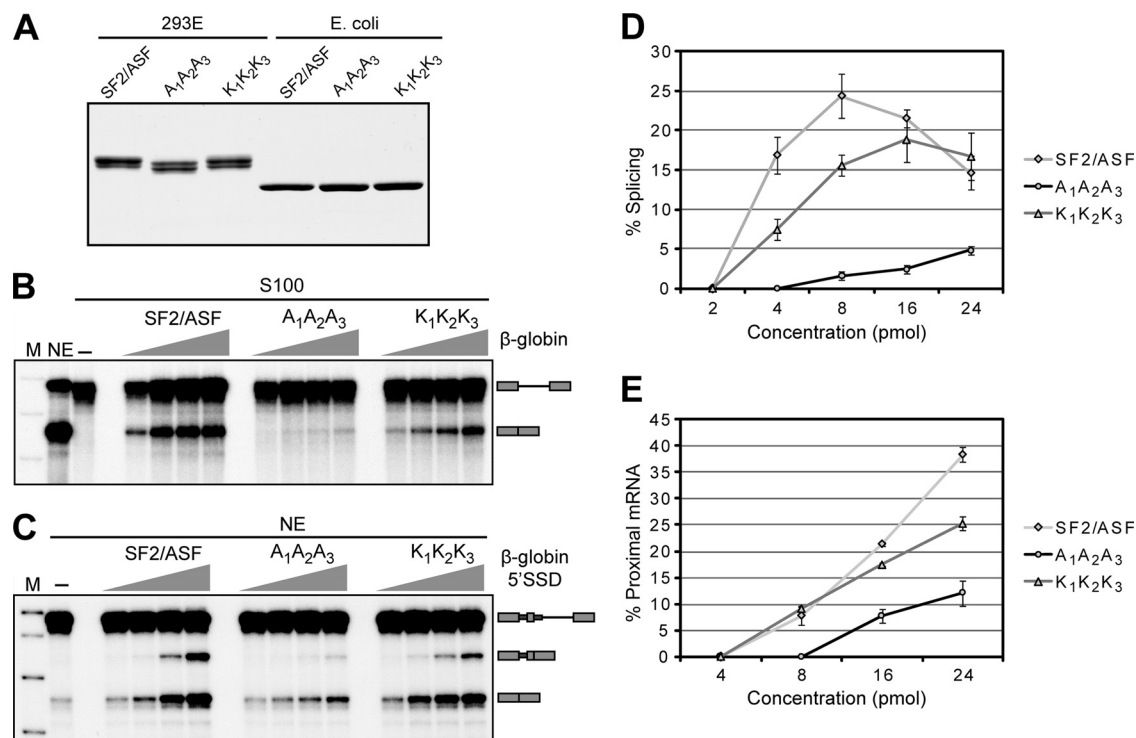 A
293E
E. coli
SF2/ASF
A₁A₂A₃
K₁K₂K₃
SF2/ASF
A₁A₂A₃
K₁K₂K₃
B
S100
SF2/ASF
A₁A₂A₃
K₁K₂K₃
β-globin
M NE –
C
NE
SF2/ASF
A₁A₂A₃
K₁K₂K₃
β-globin
5'SSD
M –
D
% Splicing
30
25
20
15
10
5
0
2 4 8 16 24
Concentration (pmol)
SF2/ASF
A₁A₂A₃
K₁K₂K₃
E
% Proximal mRNA
45
40
35
30
25
20
15
10
5
0
4 8 16 24
Concentration (pmol)
SF2/ASF
A₁A₂A₃
K₁K₂K₃